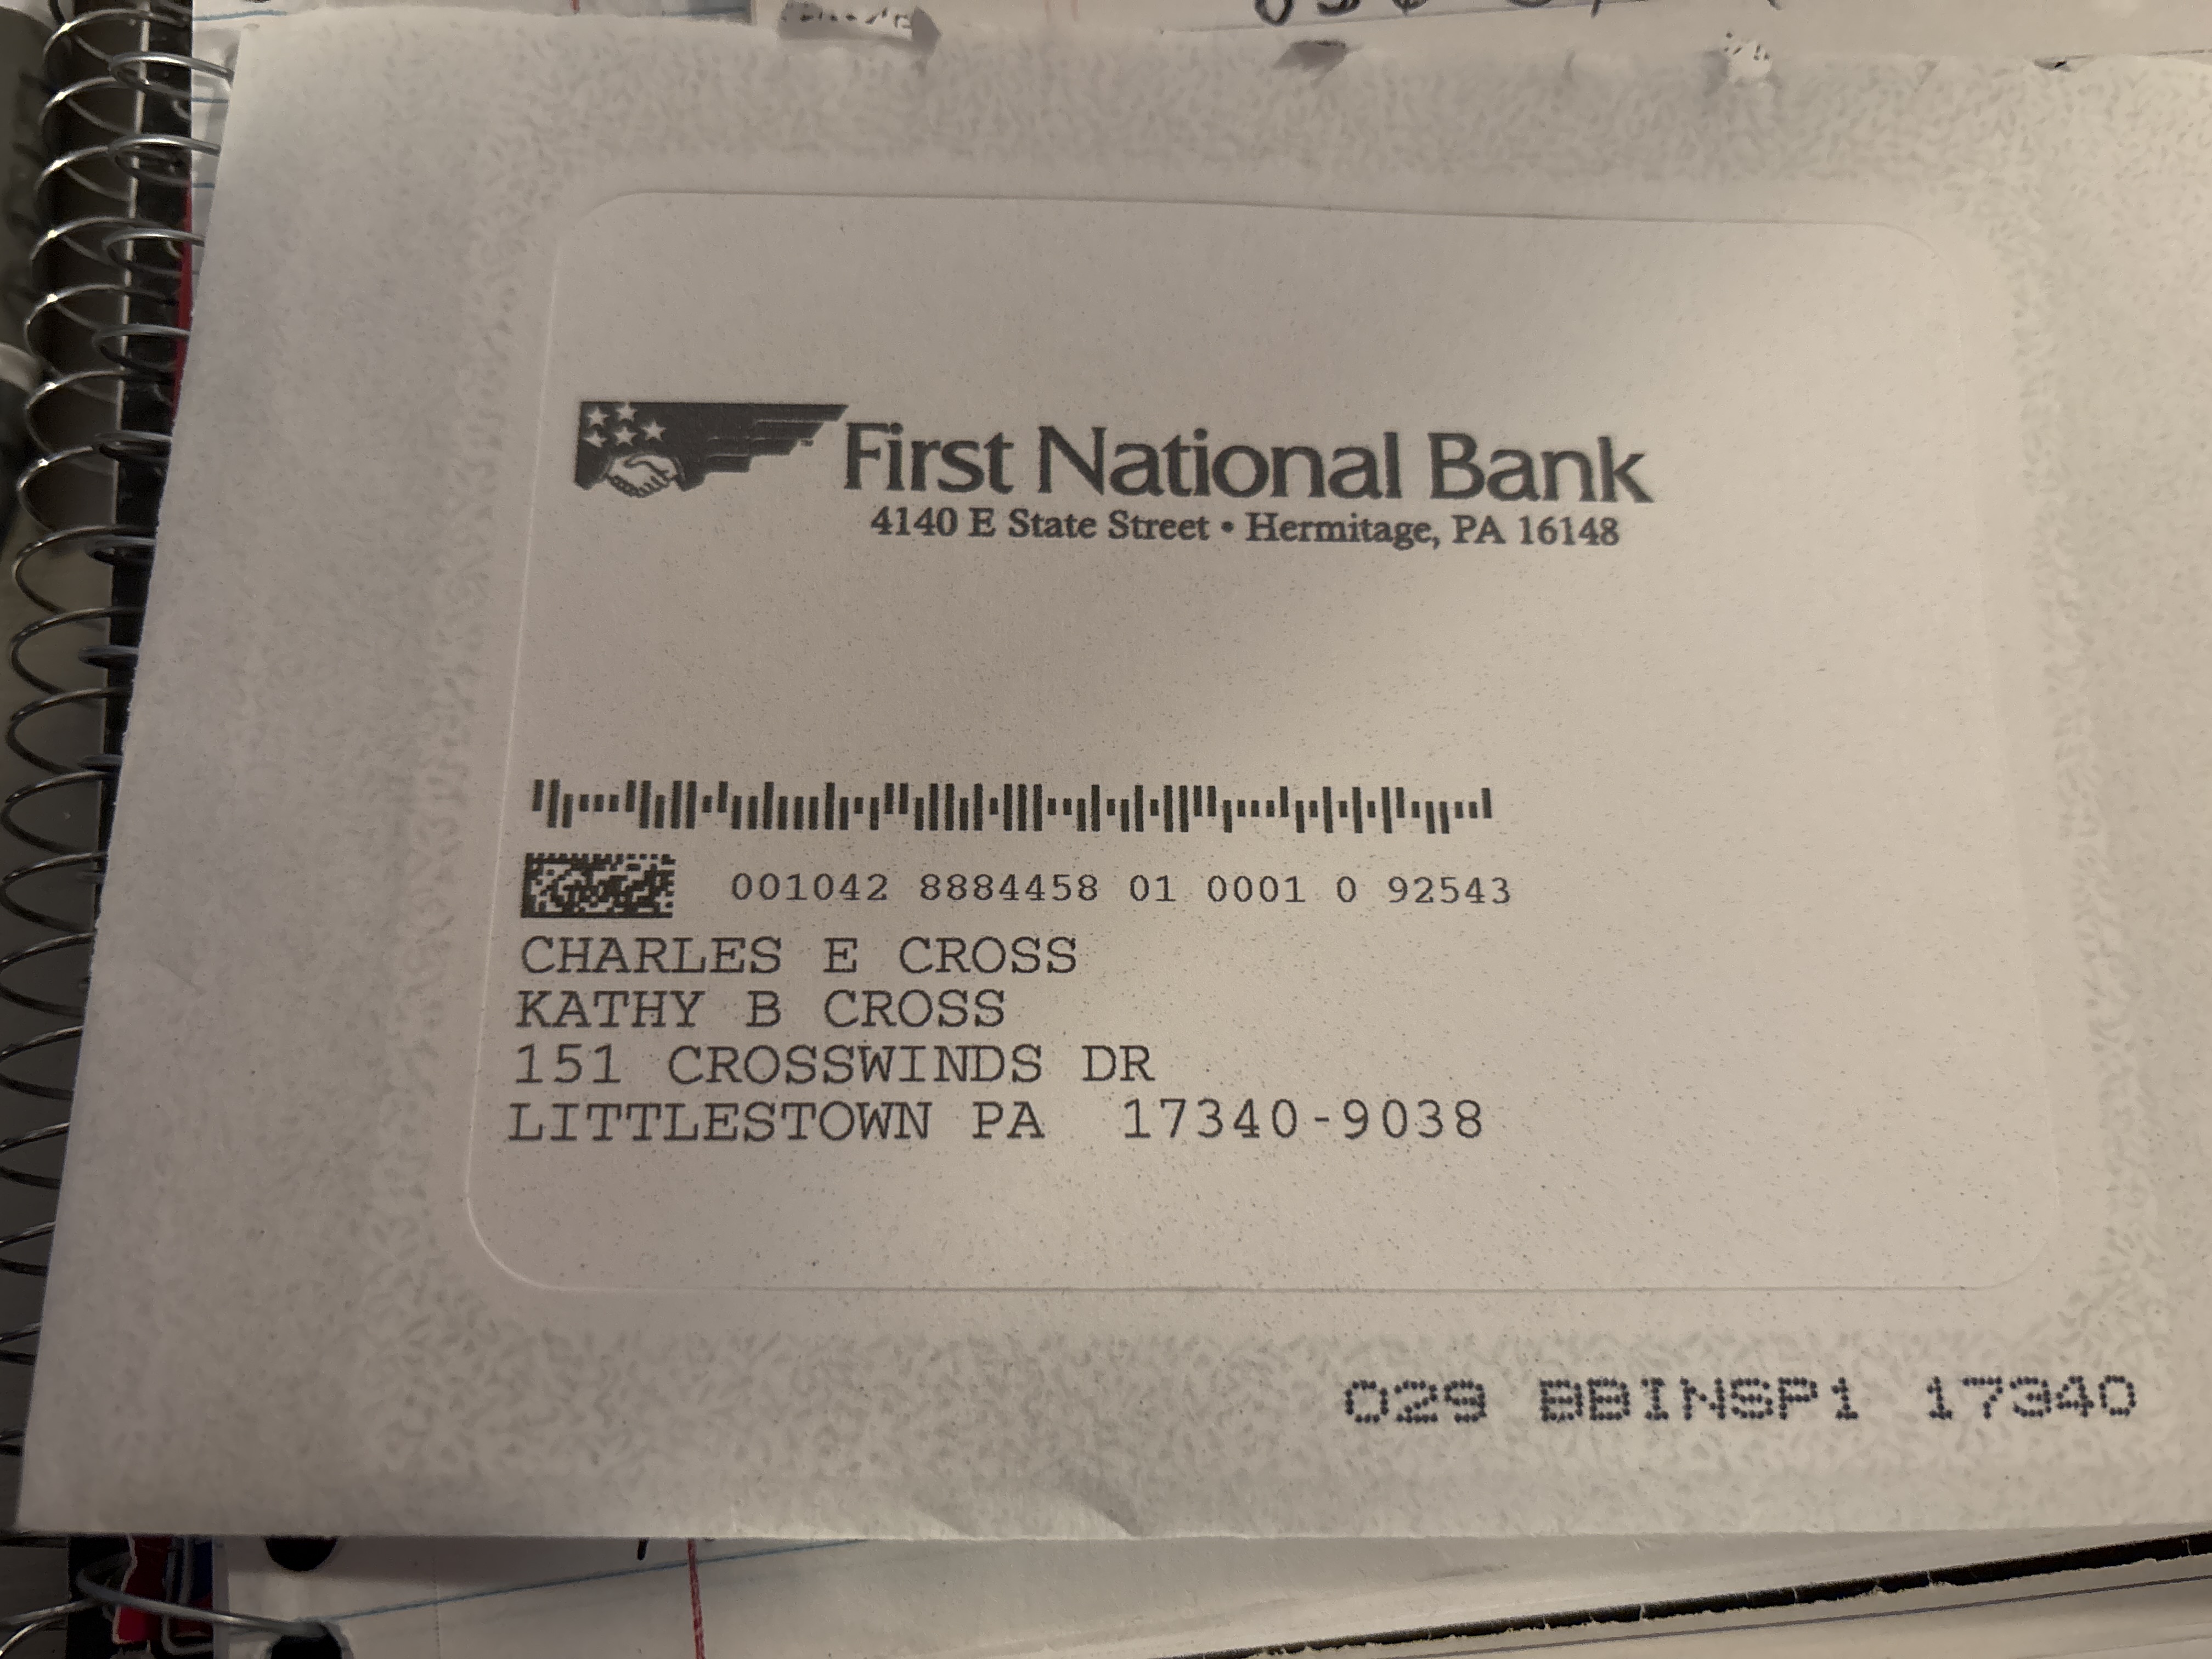 First National Bank
4140 E State Street • Hermitage, PA 16148
001042 8884458 01 0001 0 92543
CHARLES E CROSS
KATHY B CROSS
151 CROSSWINDS DR
LITTLESTOWN PA 17340-9038
029 BBINSP1 17340